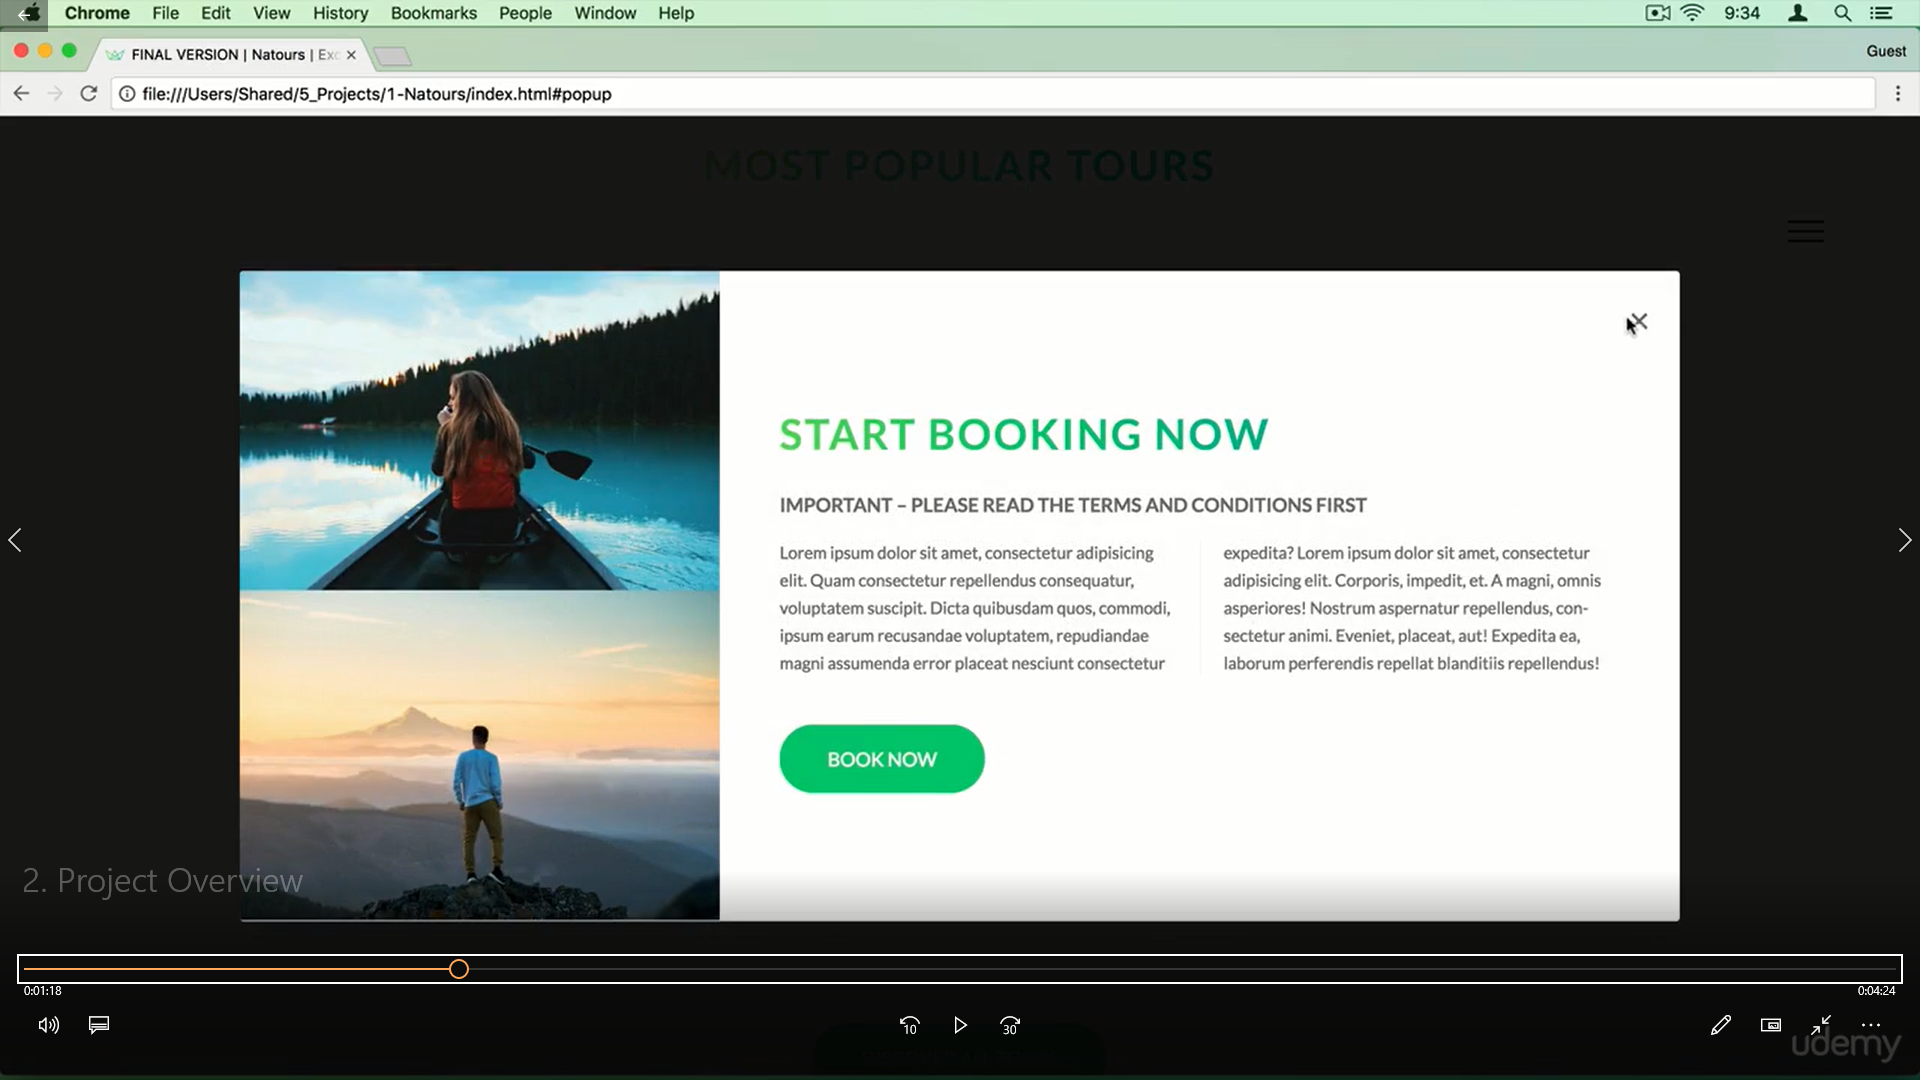 Chrome File Edit View History Bookmarks People Window Help 9:34
FINAL VERSION | Natours | Exc Guest
file:///Users/Shared/5_Projects/1-Natours/index.html#popup
MOST POPULAR TOURS
START BOOKING NOW
IMPORTANT – PLEASE READ THE TERMS AND CONDITIONS FIRST
Lorem ipsum dolor sit amet, consectetur adipisicing
elit. Quam consectetur repellendus consequatur,
voluptatem suscipit. Dicta quibusdam quos, commodi,
ipsum earum recusandae voluptatem, repudiandae
magni assumenda error placeat nesciunt consectetur
expedita? Lorem ipsum dolor sit amet, consectetur
adipisicing elit. Corporis, impedit, et. A magni, omnis
asperiores! Nostrum aspernatur repellendus, con-
sectetur animi. Eveniet, placeat, aut! Expedita ea,
laborum perferendis repellat blanditiis repellendus!
BOOK NOW
2. Project Overview
0:01:18 0:04:24
10 30
udemy